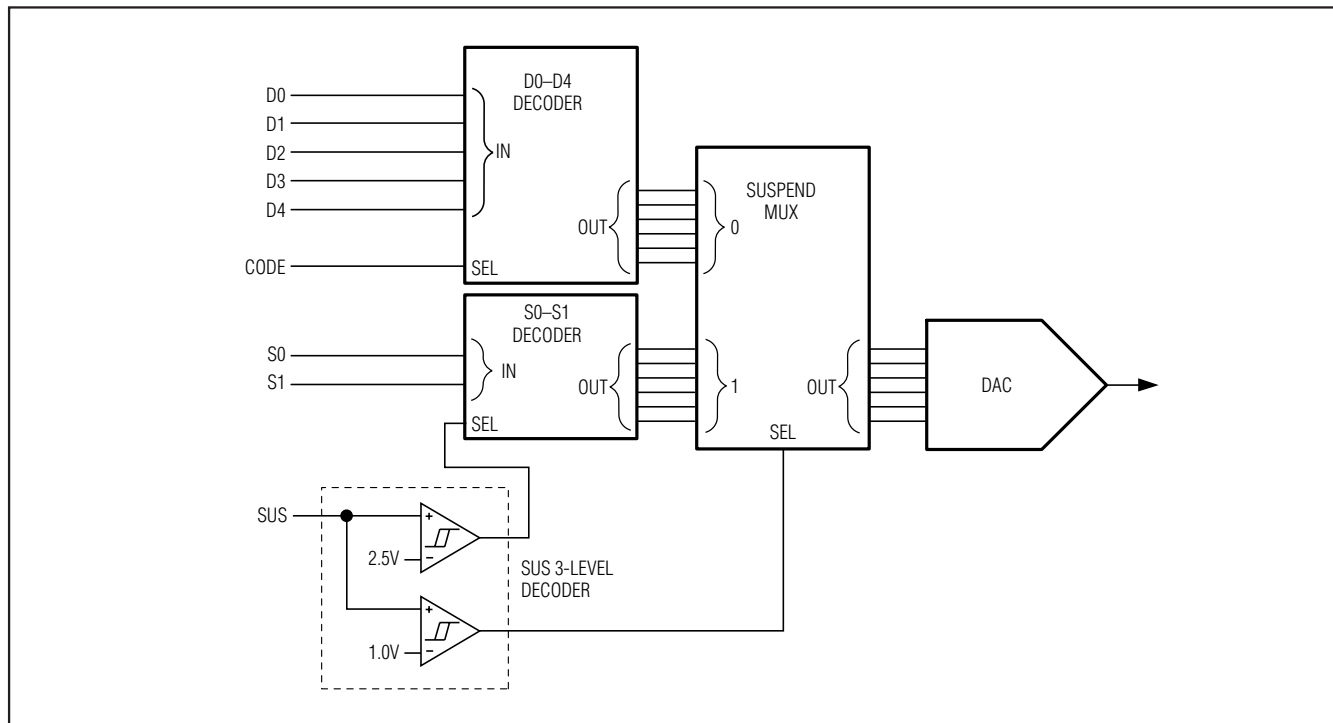 D0–D4
DECODER
D0
D1
D2
D3
D4
IN
OUT
CODE
SEL
S0–S1
DECODER
S0
S1
IN
OUT
SEL
SUSPEND
MUX
0
1
OUT
SEL
DAC
SUS
+
2.5V
−
SUS 3-LEVEL
DECODER
+
1.0V
−